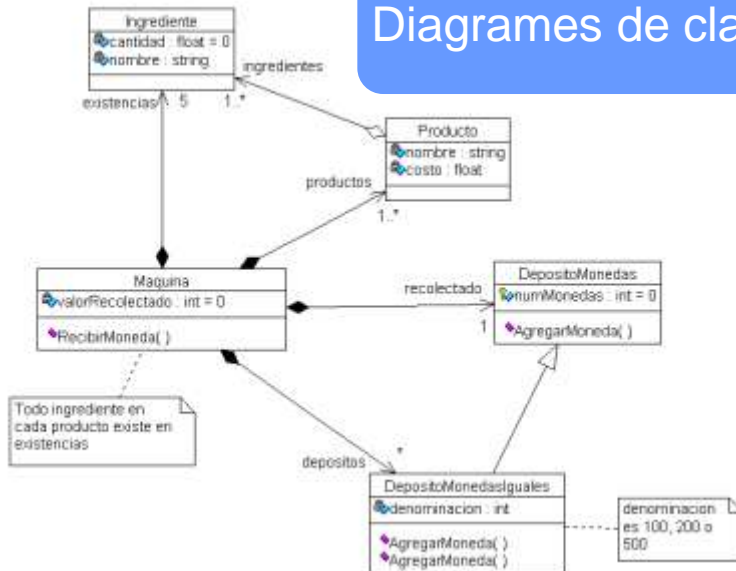 Diagrames de cla
Ingrediente
cantidad : float = 0
nombre : string
ingredientes
existencias
5
1..*
Producto
nombre : string
costo : float
productos
1..*
Maquina
valorRecolectado : int = 0
RecibirMoneda( )
recolectado
1
DepositoMonedas
numMonedas : int = 0
AgregarMoneda( )
Todo ingrediente en
cada producto existe en
existencias
depositos
*
DepositoMonedasIguales
denominacion : int
AgregarMoneda( )
AgregarMoneda( )
denominacion
es 100, 200 o
500